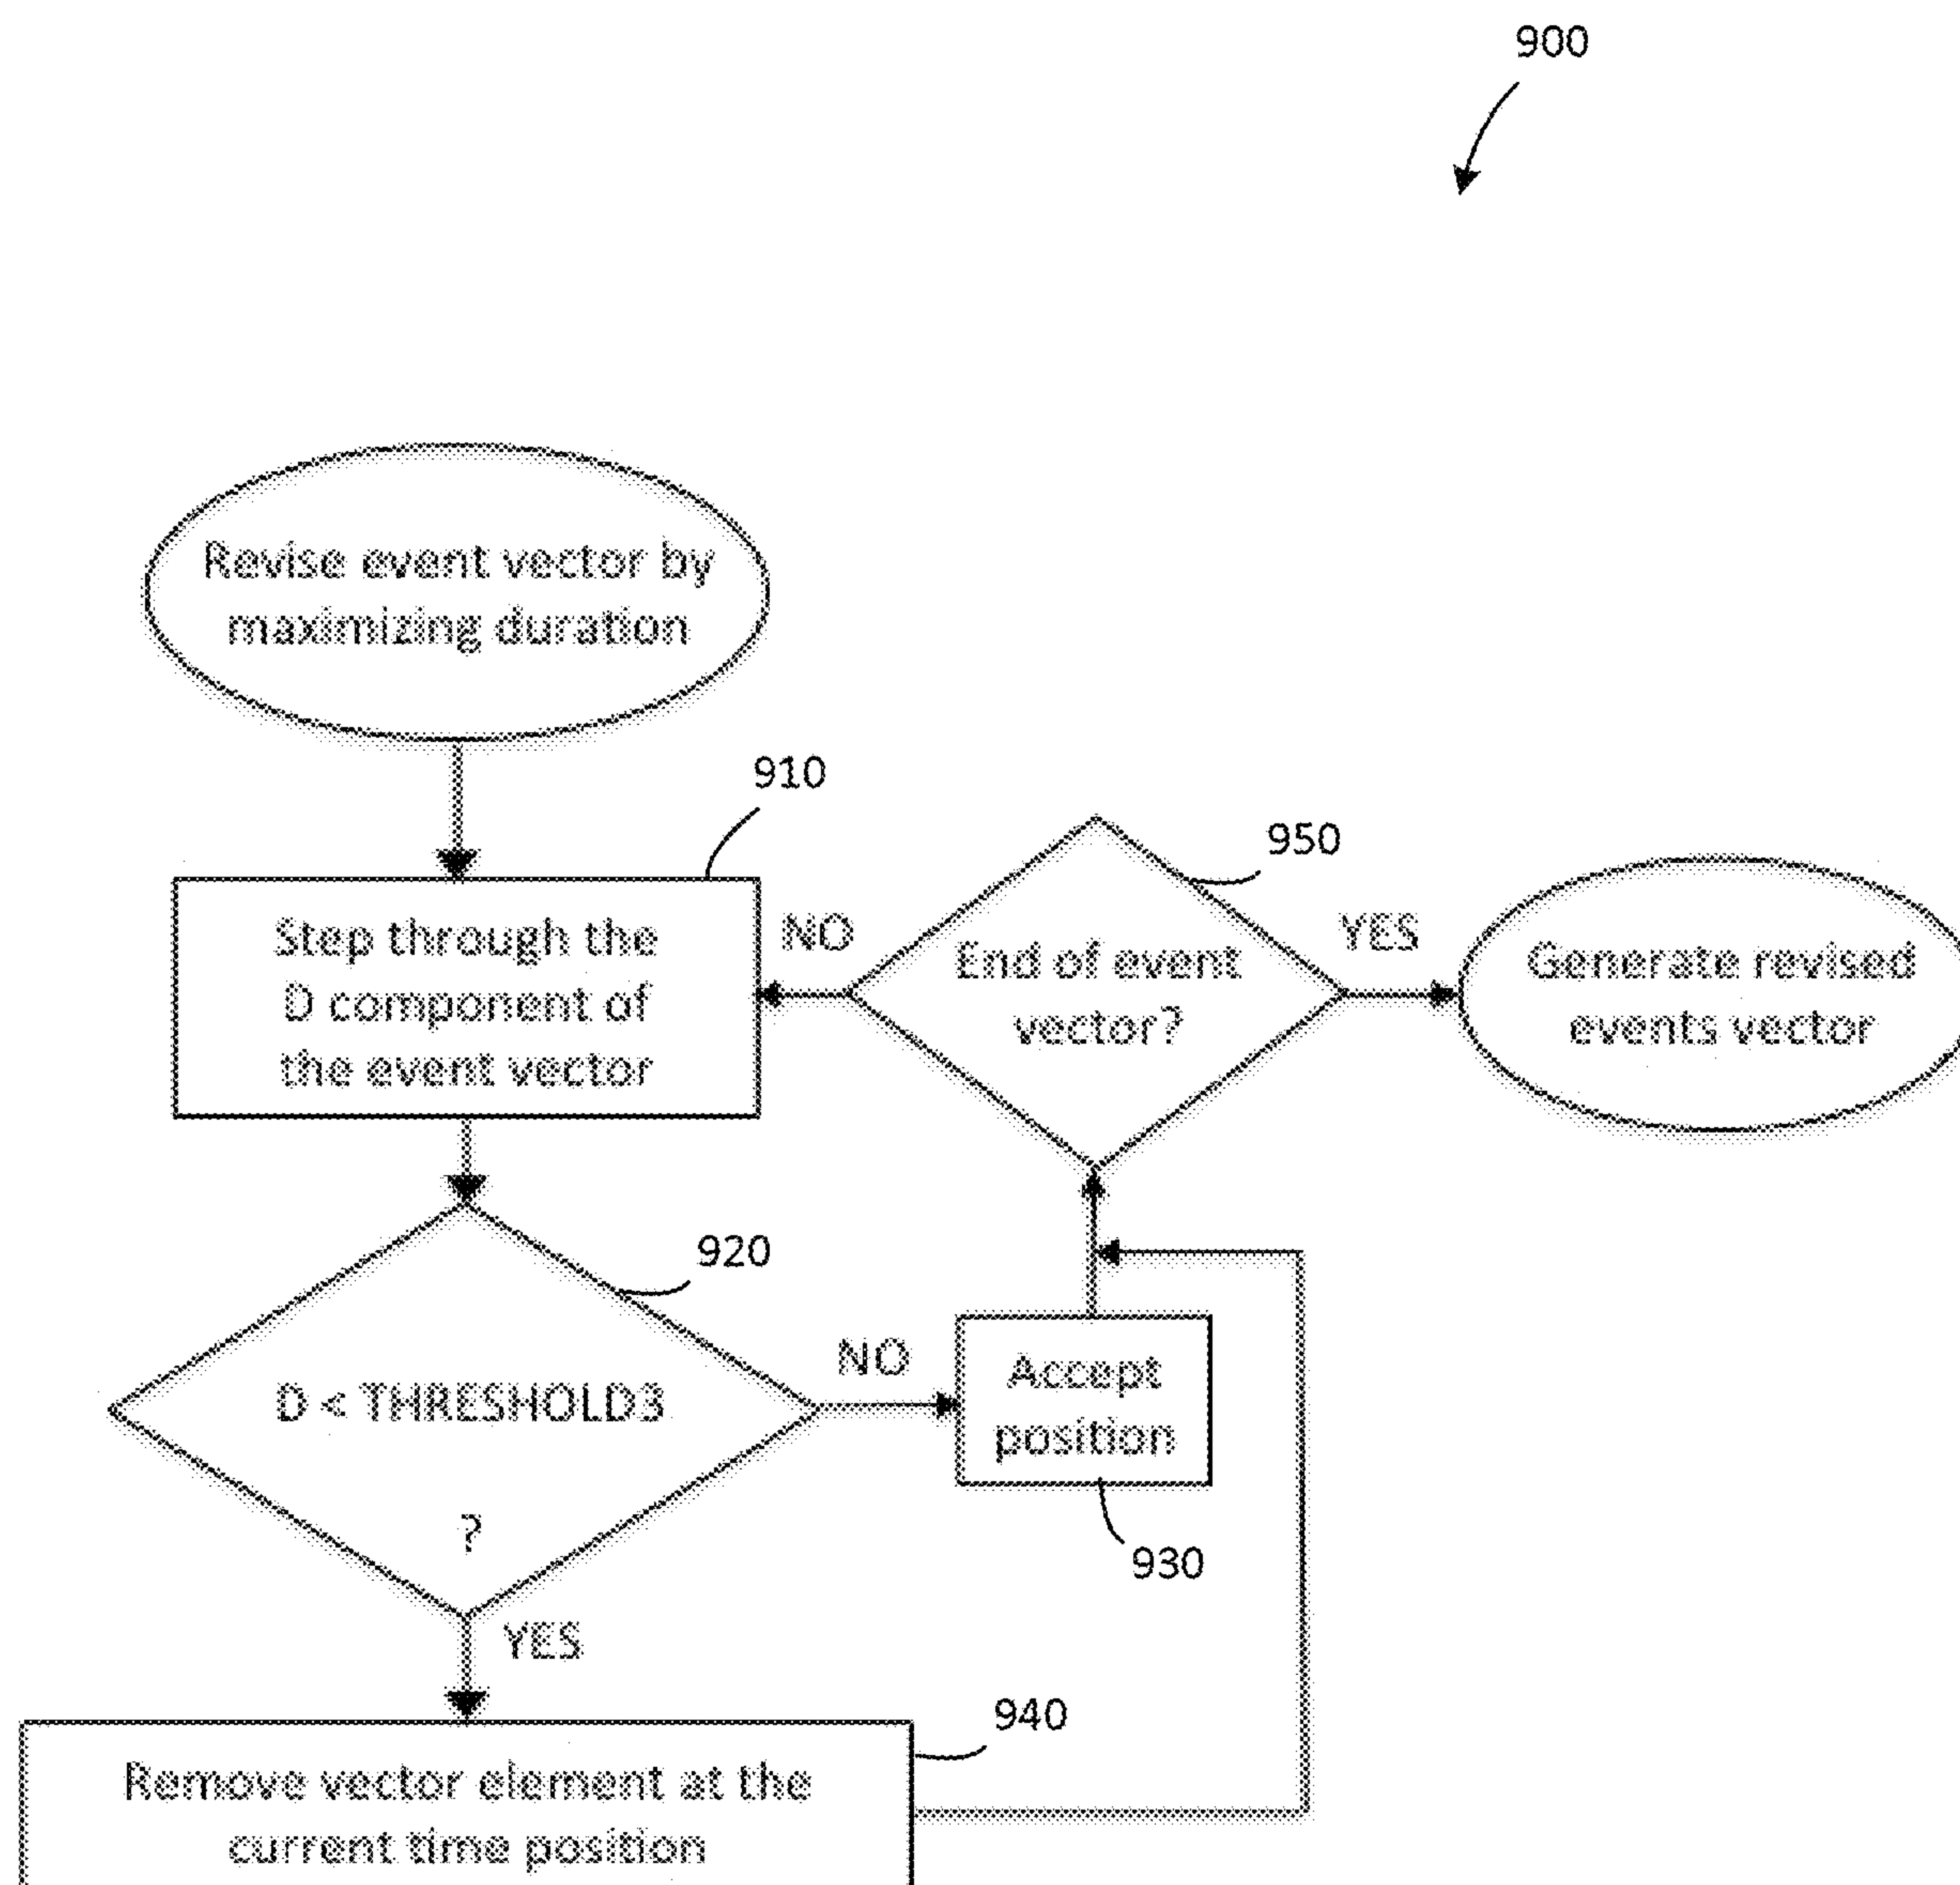 900
Revise event vector by
maximizing duration
910
Step through the
D component of
the event vector
NO
950
End of event
vector?
YES
Generate revised
events vector
920
D < THRESHOLD3
?
NO
Accept
position
930
YES
940
Remove vector element at the
current time position